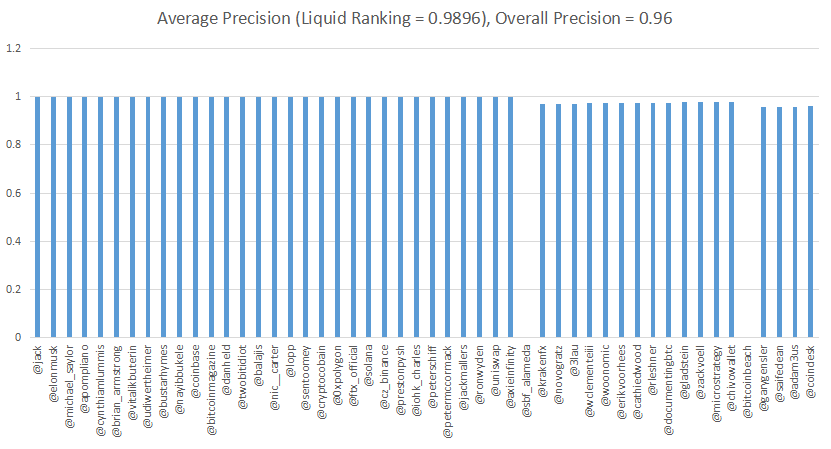 Average Precision (Liquid Ranking = 0.9896), Overall Precision = 0.96
1.2
1
0.8
0.6
0.4
0.2
0
@jack
@elonmusk
@michael_saylor
@apompliano
@cynthiamlummis
@brian_armstrong
@vitalikbuterin
@udiwertheimer
@bustarhymes
@nayibbukele
@coinbase
@bitcoinmagazine
@danheld
@twobitidiot
@balajis
@nic__carter
@lopp
@sentoomey
@cryptocobain
@0xpolygon
@ftx_official
@solana
@cz_binance
@prestonpysh
@iohk_charles
@peterschiff
@petermccormack
@jackmallers
@ronwyden
@uniswap
@axieinfinity
@sbf_alameda
@krakenfx
@novogratz
@3lau
@wclementeiii
@woonomic
@erikvoorhees
@cathiedwood
@rleshner
@documentingbtc
@gladstein
@zackvoell
@microstrategy
@chivowallet
@bitcoinbeach
@garygensler
@saifedean
@adam3us
@coindesk